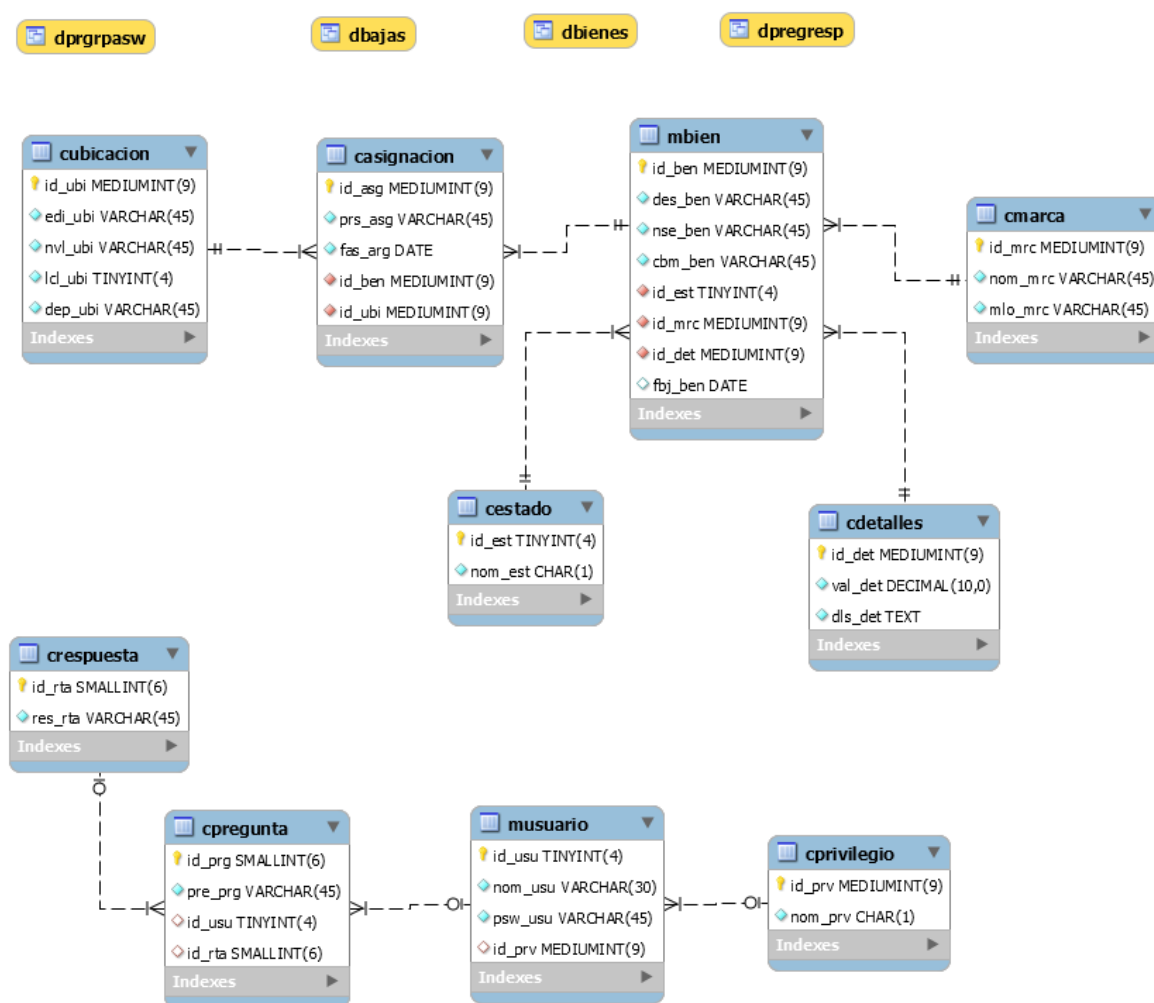 dprgrpasw
dbajas
dbienes
dpregresp
cubicacion
id_ubi MEDIUMINT(9)
edi_ubi VARCHAR(45)
nvl_ubi VARCHAR(45)
lcl_ubi TINYINT(4)
dep_ubi VARCHAR(45)
Indexes
casignacion
id_asg MEDIUMINT(9)
prs_asg VARCHAR(45)
fas_arg DATE
id_ben MEDIUMINT(9)
id_ubi MEDIUMINT(9)
Indexes
mbien
id_ben MEDIUMINT(9)
des_ben VARCHAR(45)
nse_ben VARCHAR(45)
cbm_ben VARCHAR(45)
id_est TINYINT(4)
id_mrc MEDIUMINT(9)
id_det MEDIUMINT(9)
fbj_ben DATE
Indexes
cmarca
id_mrc MEDIUMINT(9)
nom_mrc VARCHAR(45)
mlo_mrc VARCHAR(45)
Indexes
cestado
id_est TINYINT(4)
nom_est CHAR(1)
Indexes
cdetalles
id_det MEDIUMINT(9)
val_det DECIMAL(10,0)
dls_det TEXT
Indexes
crespuesta
id_rta SMALLINT(6)
res_rta VARCHAR(45)
Indexes
cpregunta
id_prg SMALLINT(6)
pre_prg VARCHAR(45)
id_usu TINYINT(4)
id_rta SMALLINT(6)
Indexes
musuario
id_usu TINYINT(4)
nom_usu VARCHAR(30)
psw_usu VARCHAR(45)
id_prv MEDIUMINT(9)
Indexes
cprivilegio
id_prv MEDIUMINT(9)
nom_prv CHAR(1)
Indexes